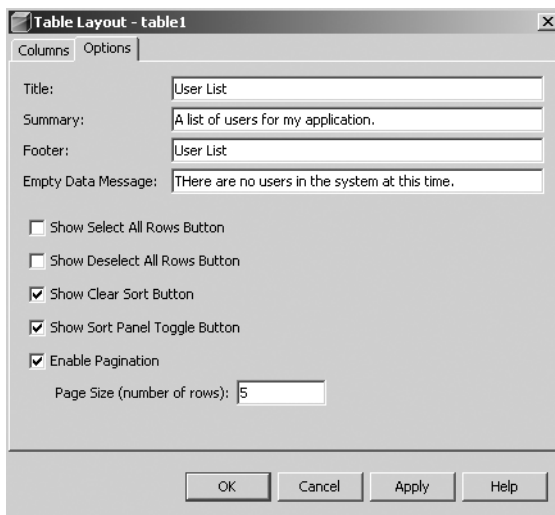 Table Layout - table1
Columns Options
Title: User List
Summary: A list of users for my application.
Footer: User List
Empty Data Message: THere are no users in the system at this time.
Show Select All Rows Button
Show Deselect All Rows Button
Show Clear Sort Button
Show Sort Panel Toggle Button
Enable Pagination
Page Size (number of rows): 5
OK Cancel Apply Help